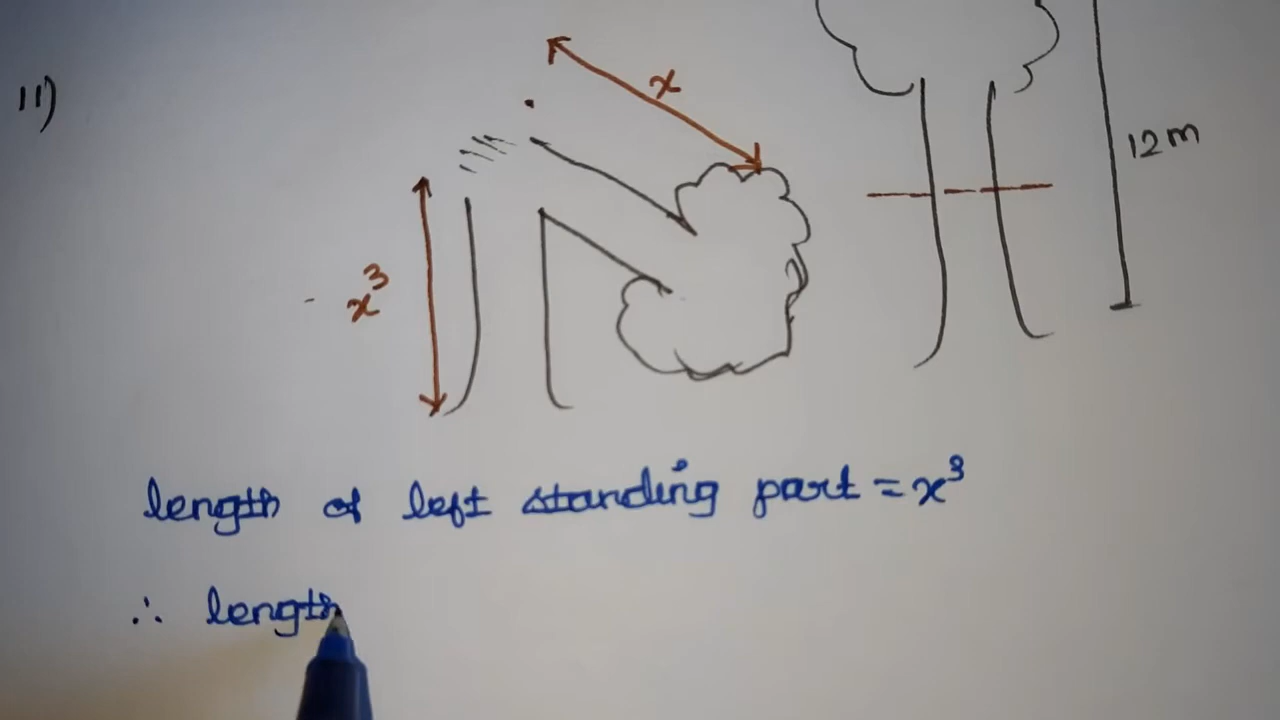 11)
x
12m
x³
length of left standing part = x³
∴ length